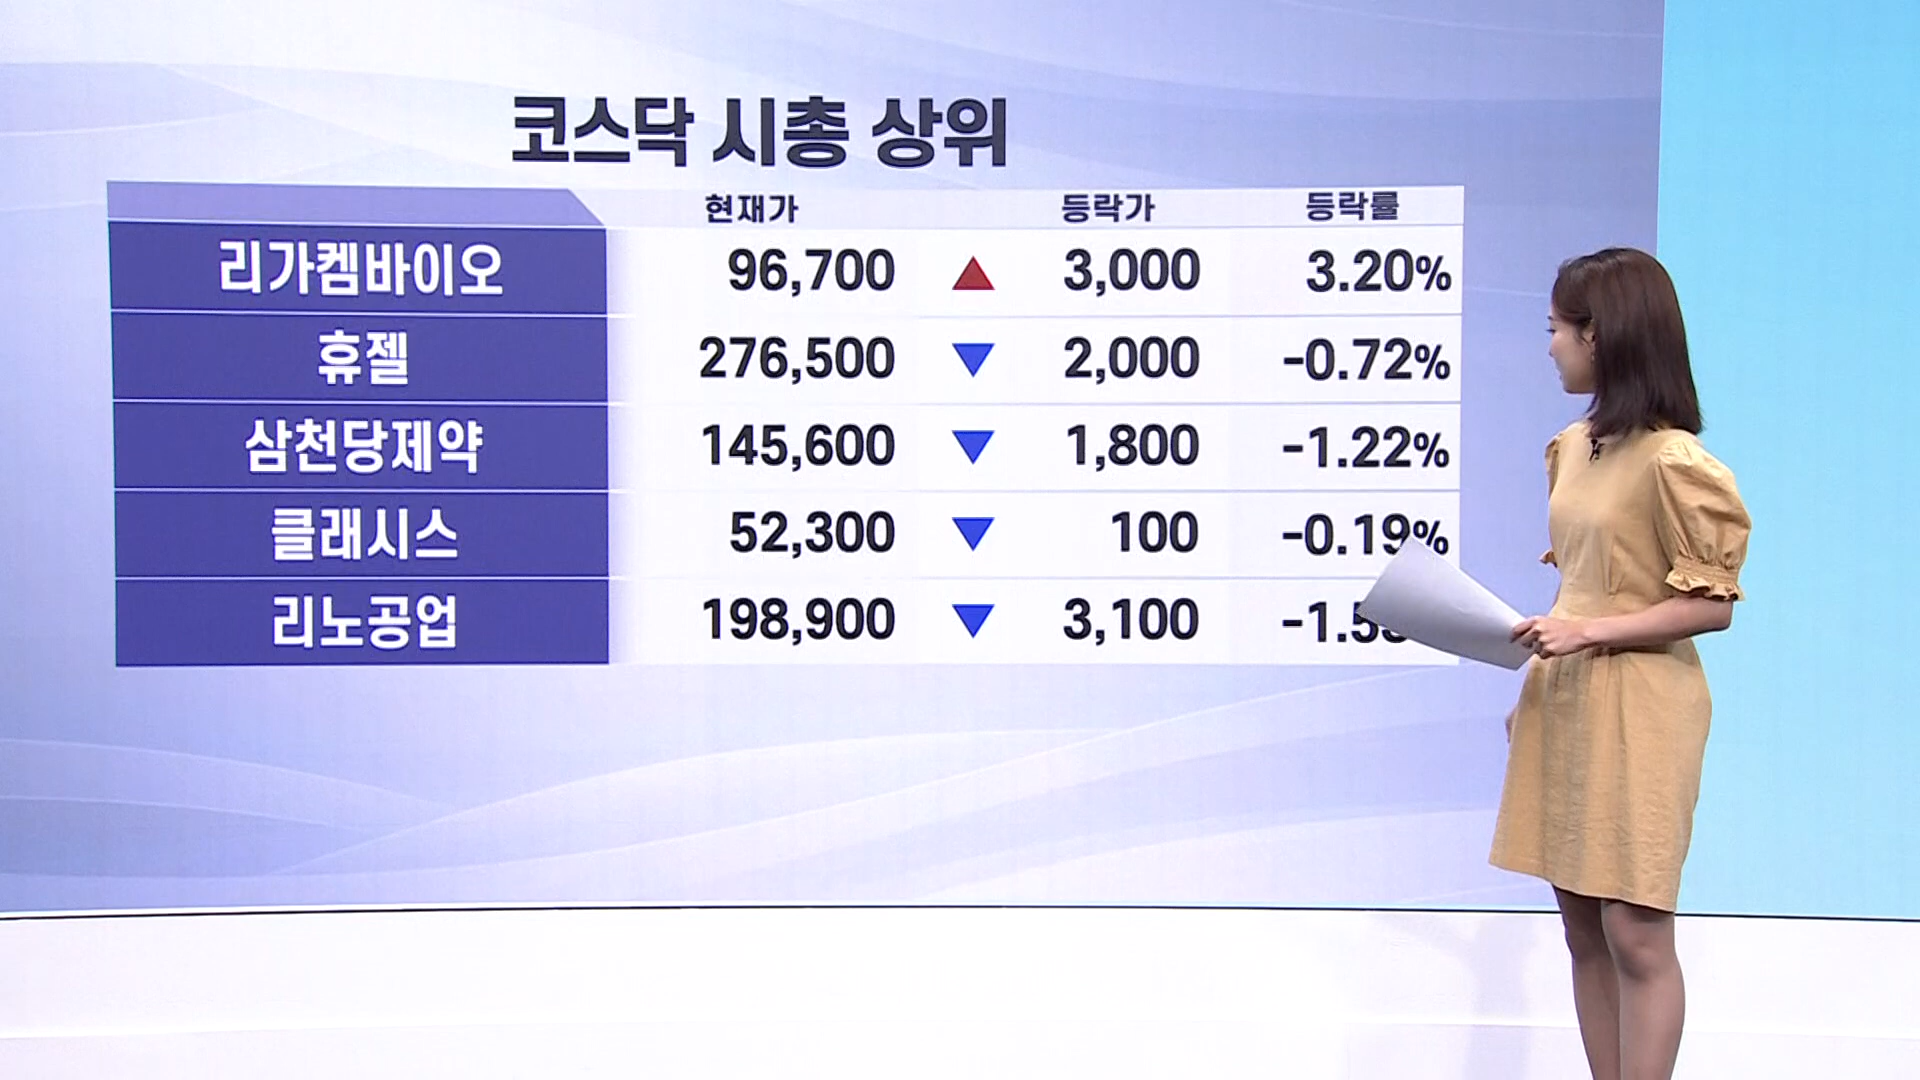 코스닥 시총 상위
현재가 등락가 등락률
리가켐바이오 96,700 ▲ 3,000 3.20%
휴젤 276,500 ▼ 2,000 -0.72%
삼천당제약 145,600 ▼ 1,800 -1.22%
클래시스 52,300 ▼ 100 -0.19%
리노공업 198,900 ▼ 3,100